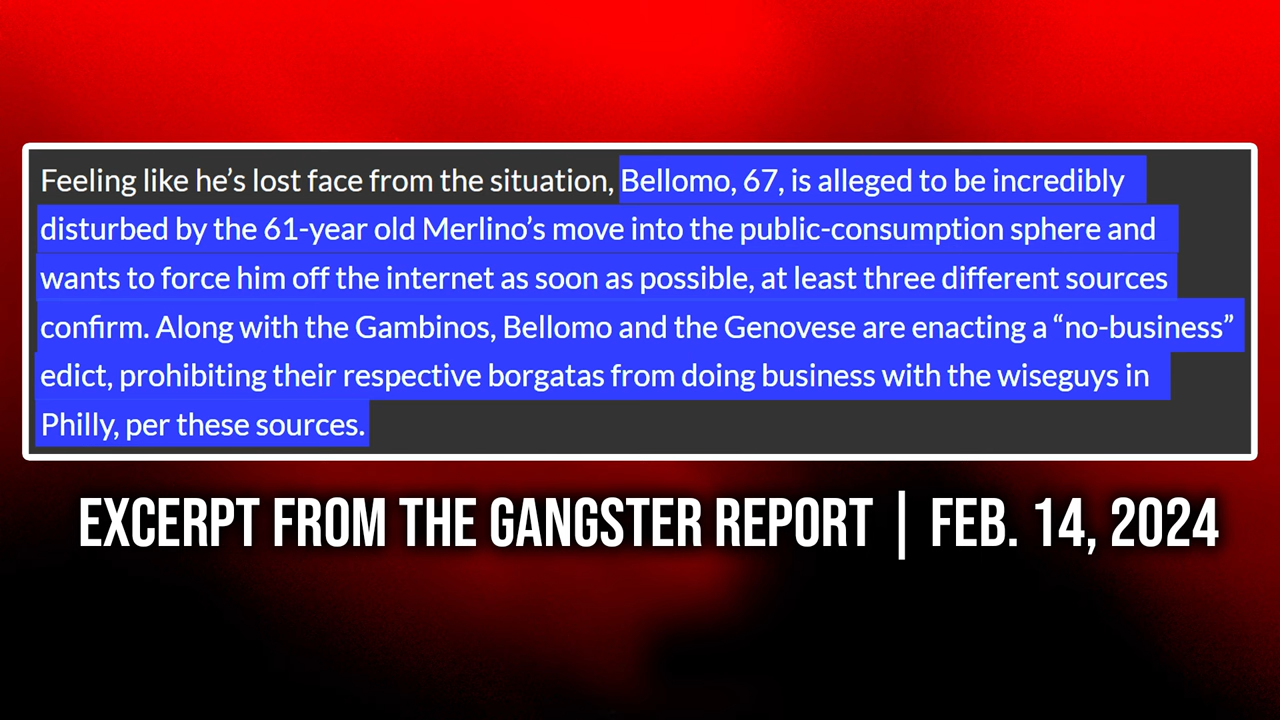 Feeling like he’s lost face from the situation, Bellomo, 67, is alleged to be incredibly
disturbed by the 61-year old Merlino’s move into the public-consumption sphere and
wants to force him off the internet as soon as possible, at least three different sources
confirm. Along with the Gambinos, Bellomo and the Genovese are enacting a “no-business”
edict, prohibiting their respective borgatas from doing business with the wiseguys in
Philly, per these sources.
EXCERPT FROM THE GANGSTER REPORT | FEB. 14, 2024